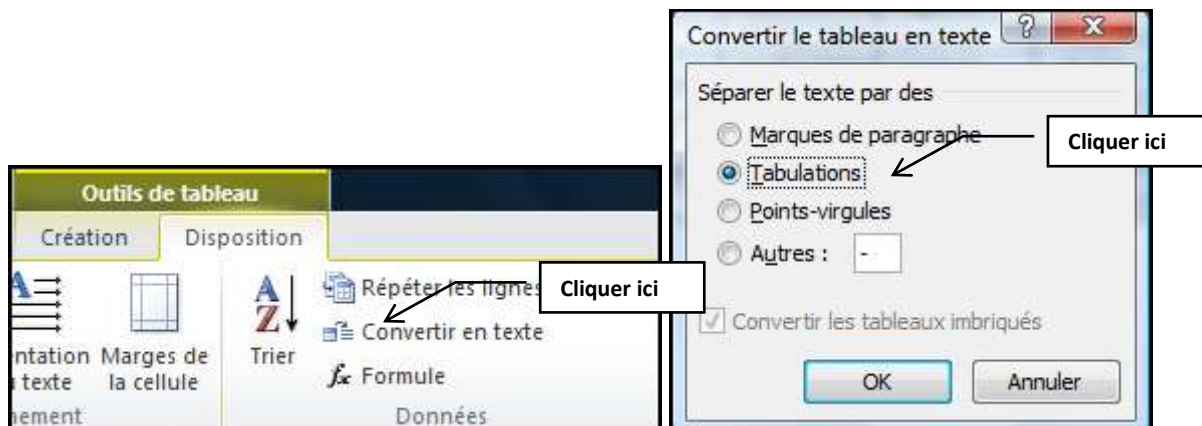 Outils de tableau
Création Disposition
Répéter les lignes
Cliquer ici
Convertir en texte
Marges de
la cellule
Trier
texte
Formule
Données
Convertir le tableau en texte
?
X
Séparer le texte par des
Marques de paragraphe
Cliquer ici
Tabulations
Points-virgules
Autres : -
Convertir les tableaux imbriqués
OK Annuler